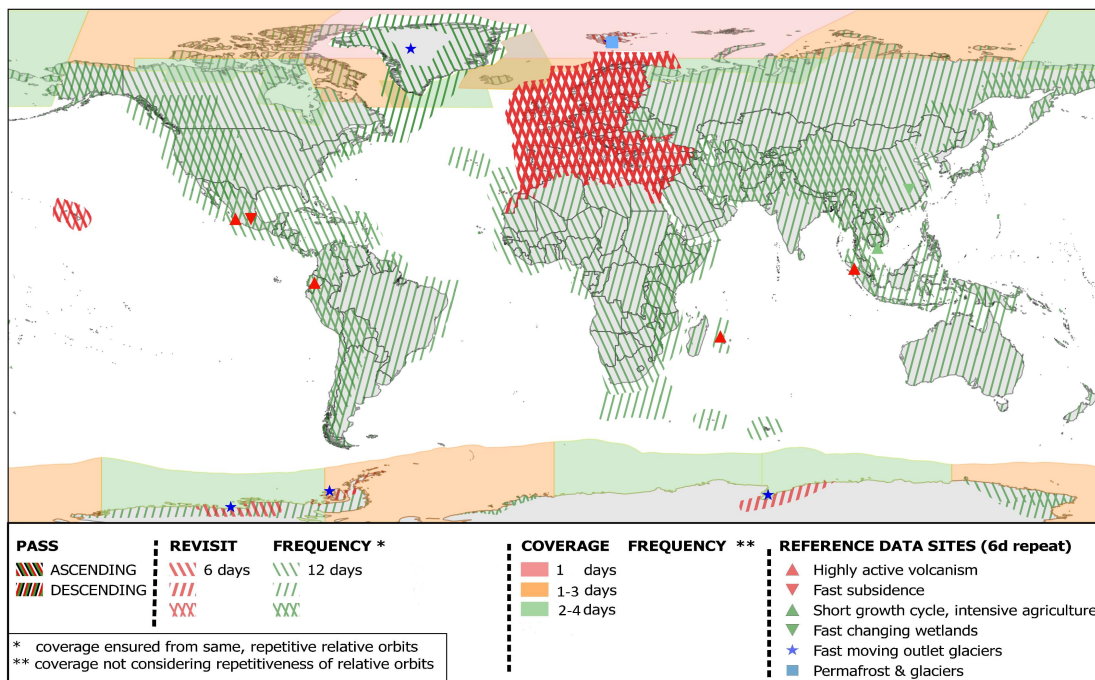 PASS
ASCENDING
DESCENDING
REVISIT FREQUENCY *
6 days 12 days
COVERAGE FREQUENCY **
1 days
1-3 days
2-4 days
REFERENCE DATA SITES (6d repeat)
Highly active volcanism
Fast subsidence
Short growth cycle, intensive agriculture
Fast changing wetlands
Fast moving outlet glaciers
Permafrost & glaciers
* coverage ensured from same, repetitive relative orbits
** coverage not considering repetitiveness of relative orbits